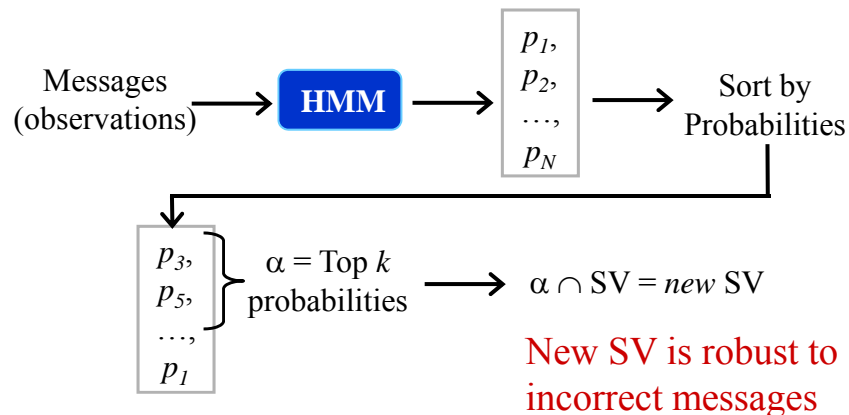 Messages
(observations)
HMM
p₁,
p₂,
…,
p_N
Sort by
Probabilities
p₃,
p₅,
…,
p₁
α = Top k
probabilities
α ∩ SV = new SV
New SV is robust to
incorrect messages